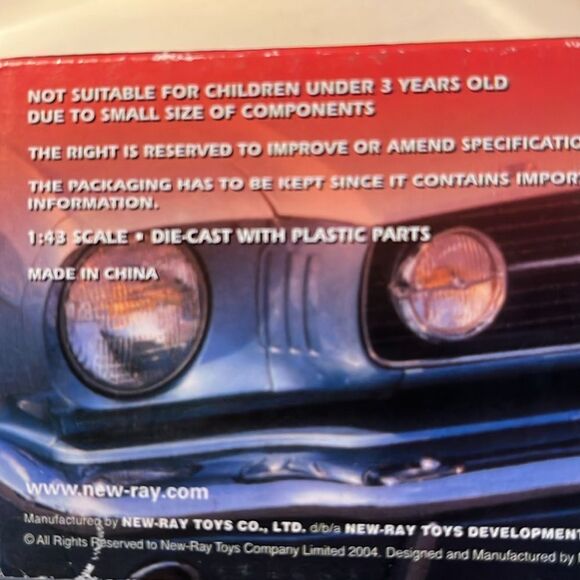 NOT SUITABLE FOR CHILDREN UNDER 3 YEARS OLD
DUE TO SMALL SIZE OF COMPONENTS
THE RIGHT IS RESERVED TO IMPROVE OR AMEND SPECIFICATIO
THE PACKAGING HAS TO BE KEPT SINCE IT CONTAINS IMPOR
INFORMATION.
1:43 SCALE • DIE-CAST WITH PLASTIC PARTS
MADE IN CHINA
www.new-ray.com
Manufactured by NEW-RAY TOYS CO., LTD. d/b/a NEW-RAY TOYS DEVELOPMENT
© All Rights Reserved to New-Ray Toys Company Limited 2004. Designed and Manufactured by